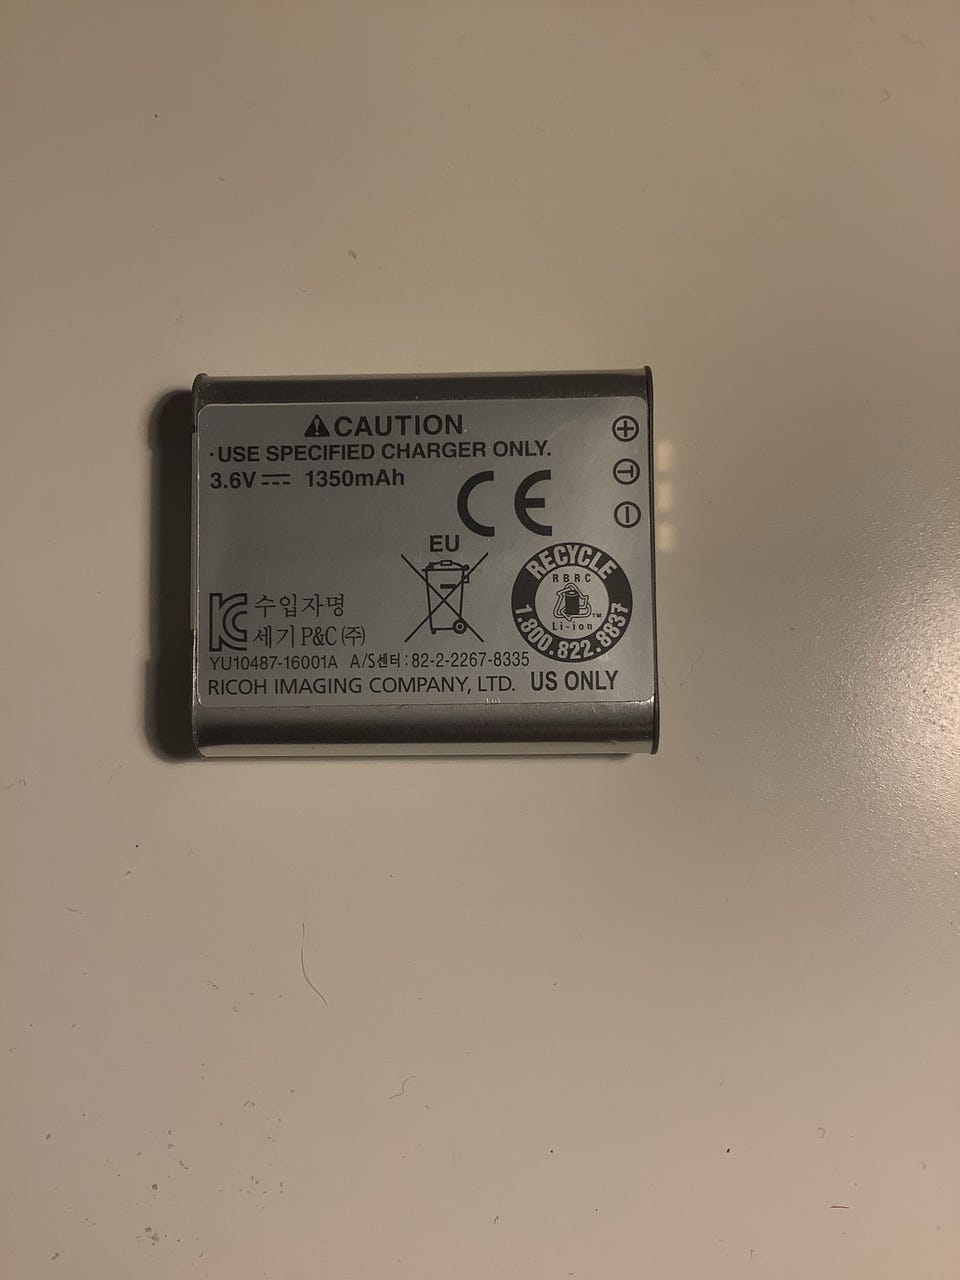 ⚠CAUTION
·USE SPECIFIED CHARGER ONLY.
3.6V⎓ 1350mAh
CE
EU
RECYCLE
RBRC
Li-ion™
1.800.822.8837
KC
수입자명
세기 P&C ㈜
YU10487-16001A A/S센터 : 82-2-2267-8335
RICOH IMAGING COMPANY, LTD. US ONLY
+
T
-